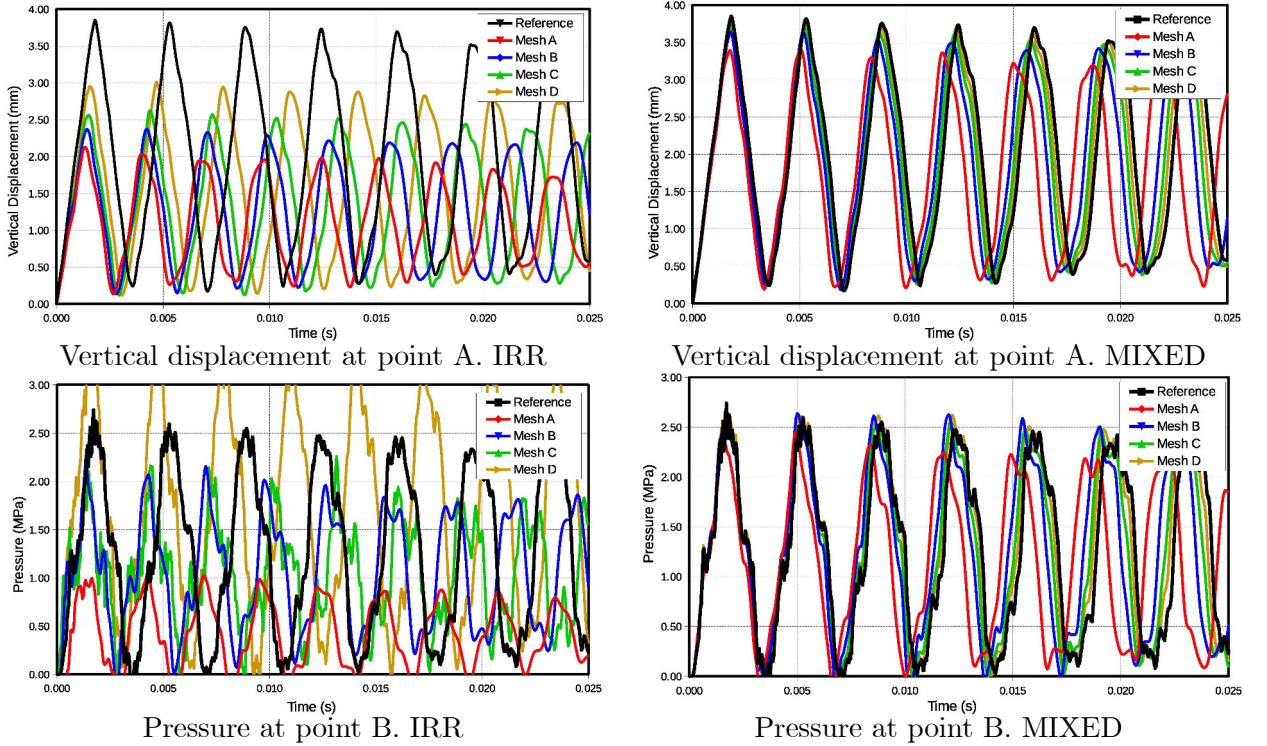 4.00
3.50
3.00
2.50
2.00
1.50
1.00
0.50
0.00
Vertical Displacement (mm)
Reference
Mesh A
Mesh B
Mesh C
Mesh D
0.000 0.005 0.010 0.015 0.020 0.025
Time (s)
Vertical displacement at point A. IRR
4.00
3.50
3.00
2.50
2.00
1.50
1.00
0.50
0.00
Vertical Displacement (mm)
Reference
Mesh A
Mesh B
Mesh C
Mesh D
0.000 0.005 0.010 0.015 0.020 0.025
Time (s)
Vertical displacement at point A. MIXED
3.00
2.50
2.00
1.50
1.00
0.50
0.00
Pressure (MPa)
Reference
Mesh A
Mesh B
Mesh C
Mesh D
0.000 0.005 0.010 0.015 0.020 0.025
Time (s)
Pressure at point B. IRR
3.00
2.50
2.00
1.50
1.00
0.50
0.00
Pressure (MPa)
Reference
Mesh A
Mesh B
Mesh C
Mesh D
0.000 0.005 0.010 0.015 0.020 0.025
Time (s)
Pressure at point B. MIXED